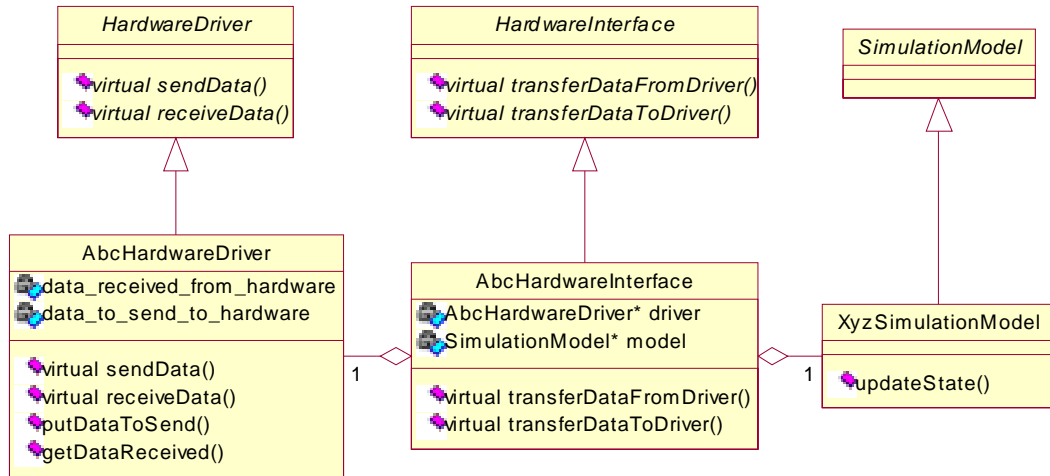 HardwareDriver
virtual sendData()
virtual receiveData()
HardwareInterface
virtual transferDataFromDriver()
virtual transferDataToDriver()
SimulationModel
AbcHardwareDriver
data_received_from_hardware
data_to_send_to_hardware
virtual sendData()
virtual receiveData()
putDataToSend()
getDataReceived()
1
AbcHardwareInterface
AbcHardwareDriver* driver
SimulationModel* model
virtual transferDataFromDriver()
virtual transferDataToDriver()
1
XyzSimulationModel
updateState()